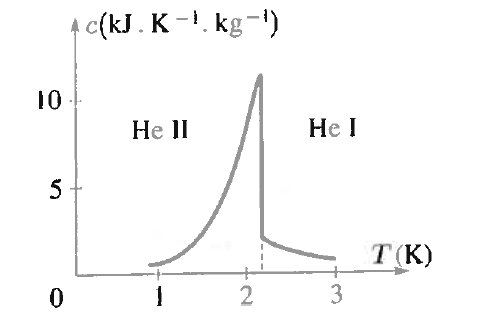 c(kJ . K⁻¹ . kg⁻¹)
10
He II
He I
5
T(K)
0
1
2
3